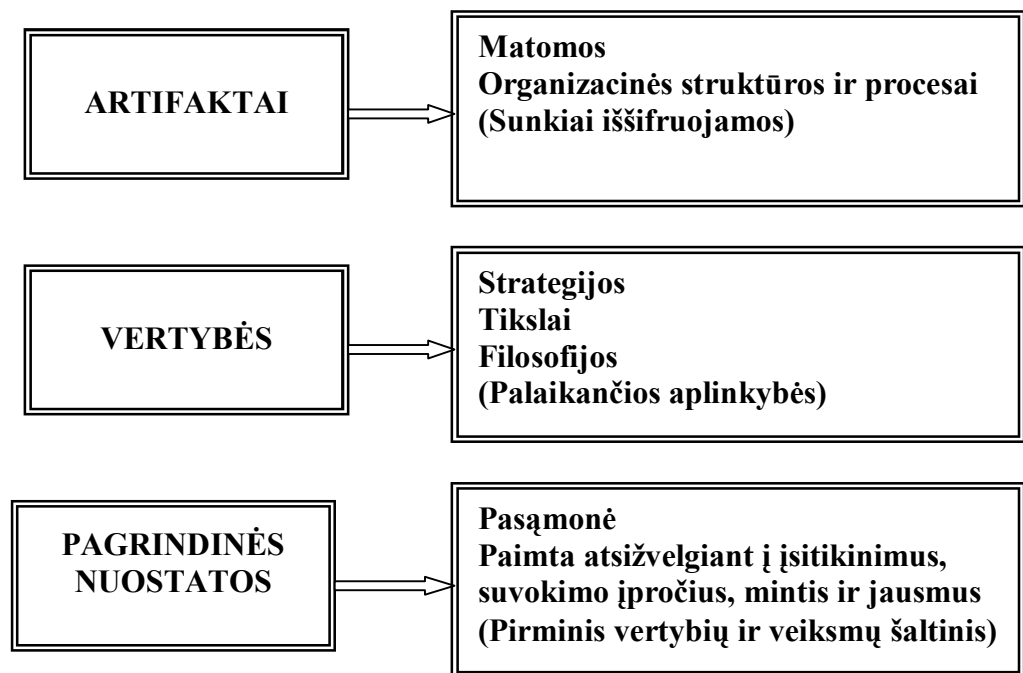 ARTIFAKTAI
Matomos
Organizacinės struktūros ir procesai
(Sunkiai iššifruojamos)
VERTYBĖS
Strategijos
Tikslai
Filosofijos
(Palaikančios aplinkybės)
PAGRINDINĖS
NUOSTATOS
Pasąmonė
Paimta atsižvelgiant į įsitikinimus,
suvokimo įpročius, mintis ir jausmus
(Pirminis vertybių ir veiksmų šaltinis)